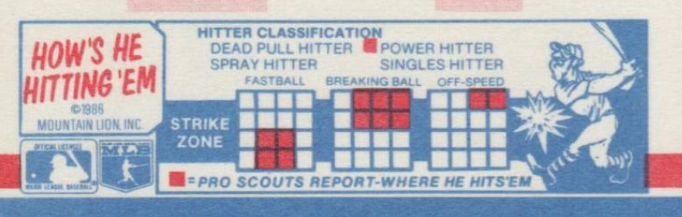 HOW'S HE
HITTING 'EM
©1986
MOUNTAIN LION, INC.
OFFICIAL LICENSEE
MAJOR LEAGUE BASEBALL
MLB
HITTER CLASSIFICATION
DEAD PULL HITTER POWER HITTER
SPRAY HITTER SINGLES HITTER
FASTBALL BREAKING BALL OFF-SPEED
STRIKE
ZONE
=PRO SCOUTS REPORT-WHERE HE HITS'EM